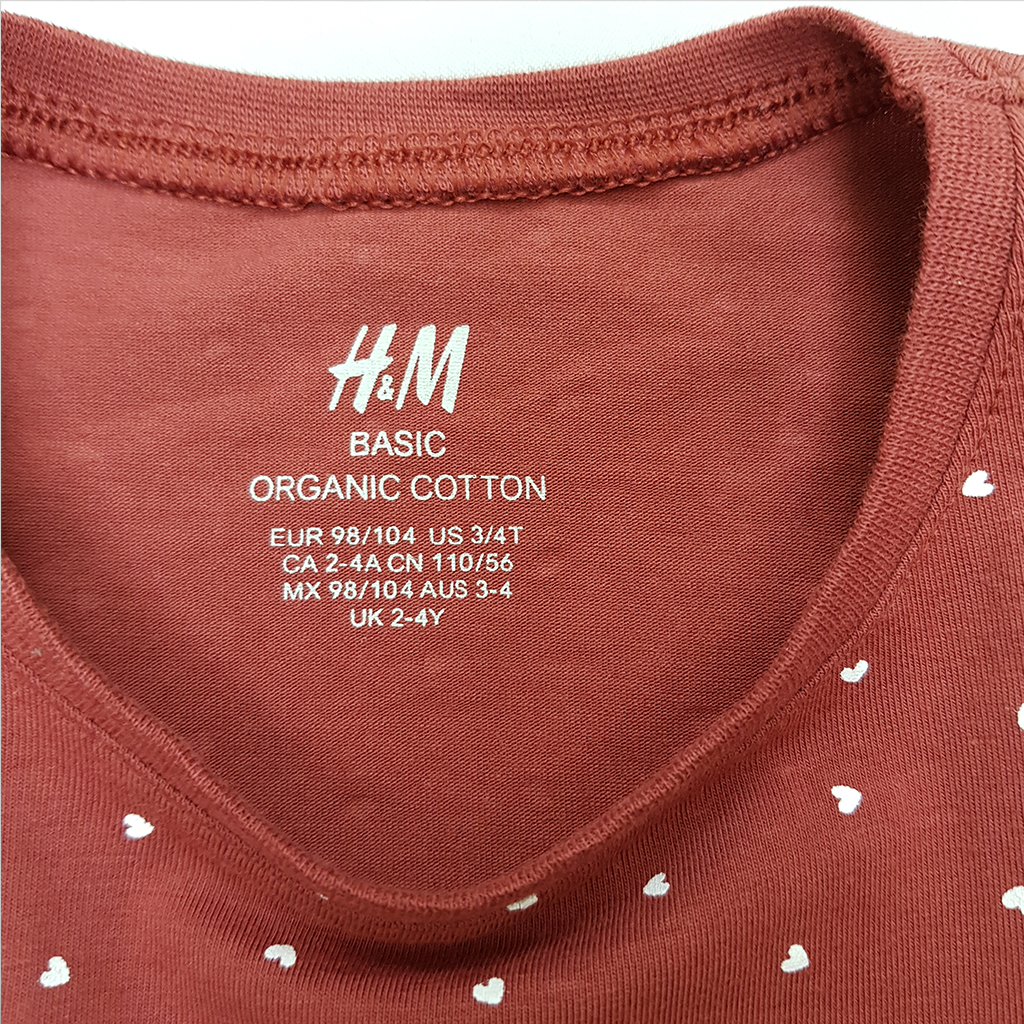 H&M
BASIC
ORGANIC COTTON
EUR 98/104 US 3/4T
CA 2-4A CN 110/56
MX 98/104 AUS 3-4
UK 2-4Y